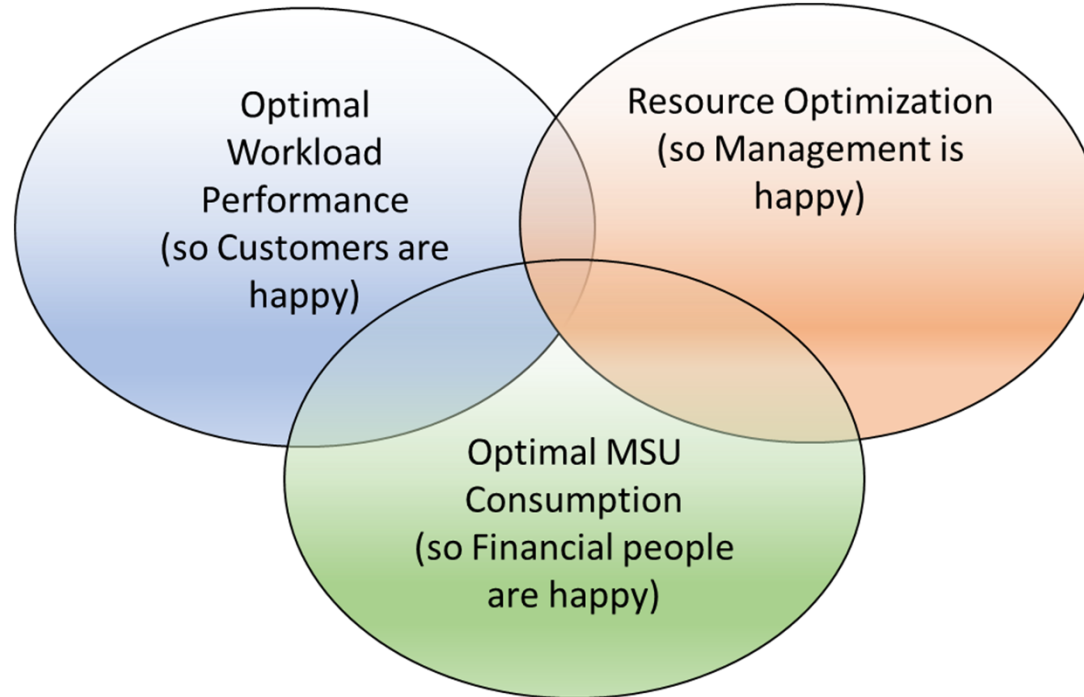 Optimal
Workload
Performance
(so Customers are
happy)
Resource Optimization
(so Management is
happy)
Optimal MSU
Consumption
(so Financial people
are happy)